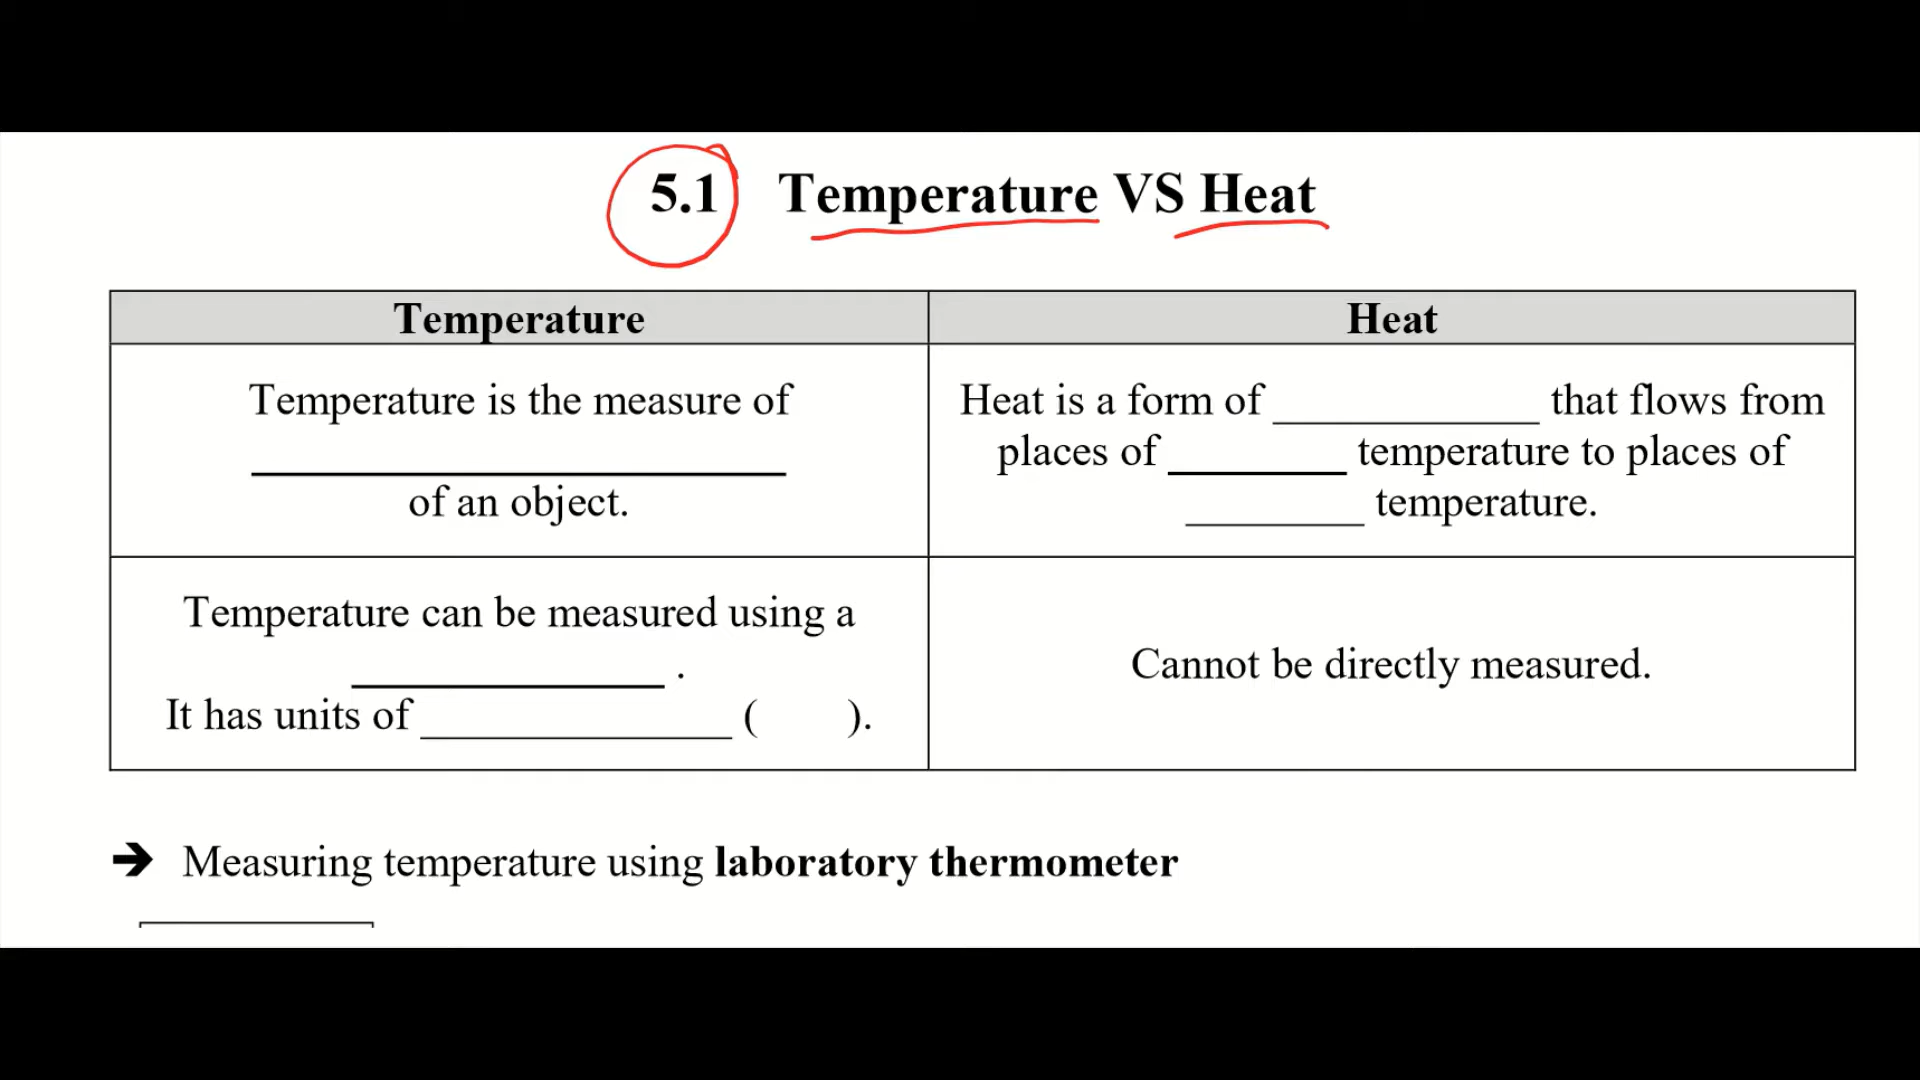 5.1 Temperature VS Heat
Temperature
Heat
Temperature is the measure of
____________________
of an object.
Heat is a form of ____________ that flows from
places of ________ temperature to places of
________ temperature.
Temperature can be measured using a
______________ .
It has units of ______________ ( ).
Cannot be directly measured.
➔ Measuring temperature using laboratory thermometer